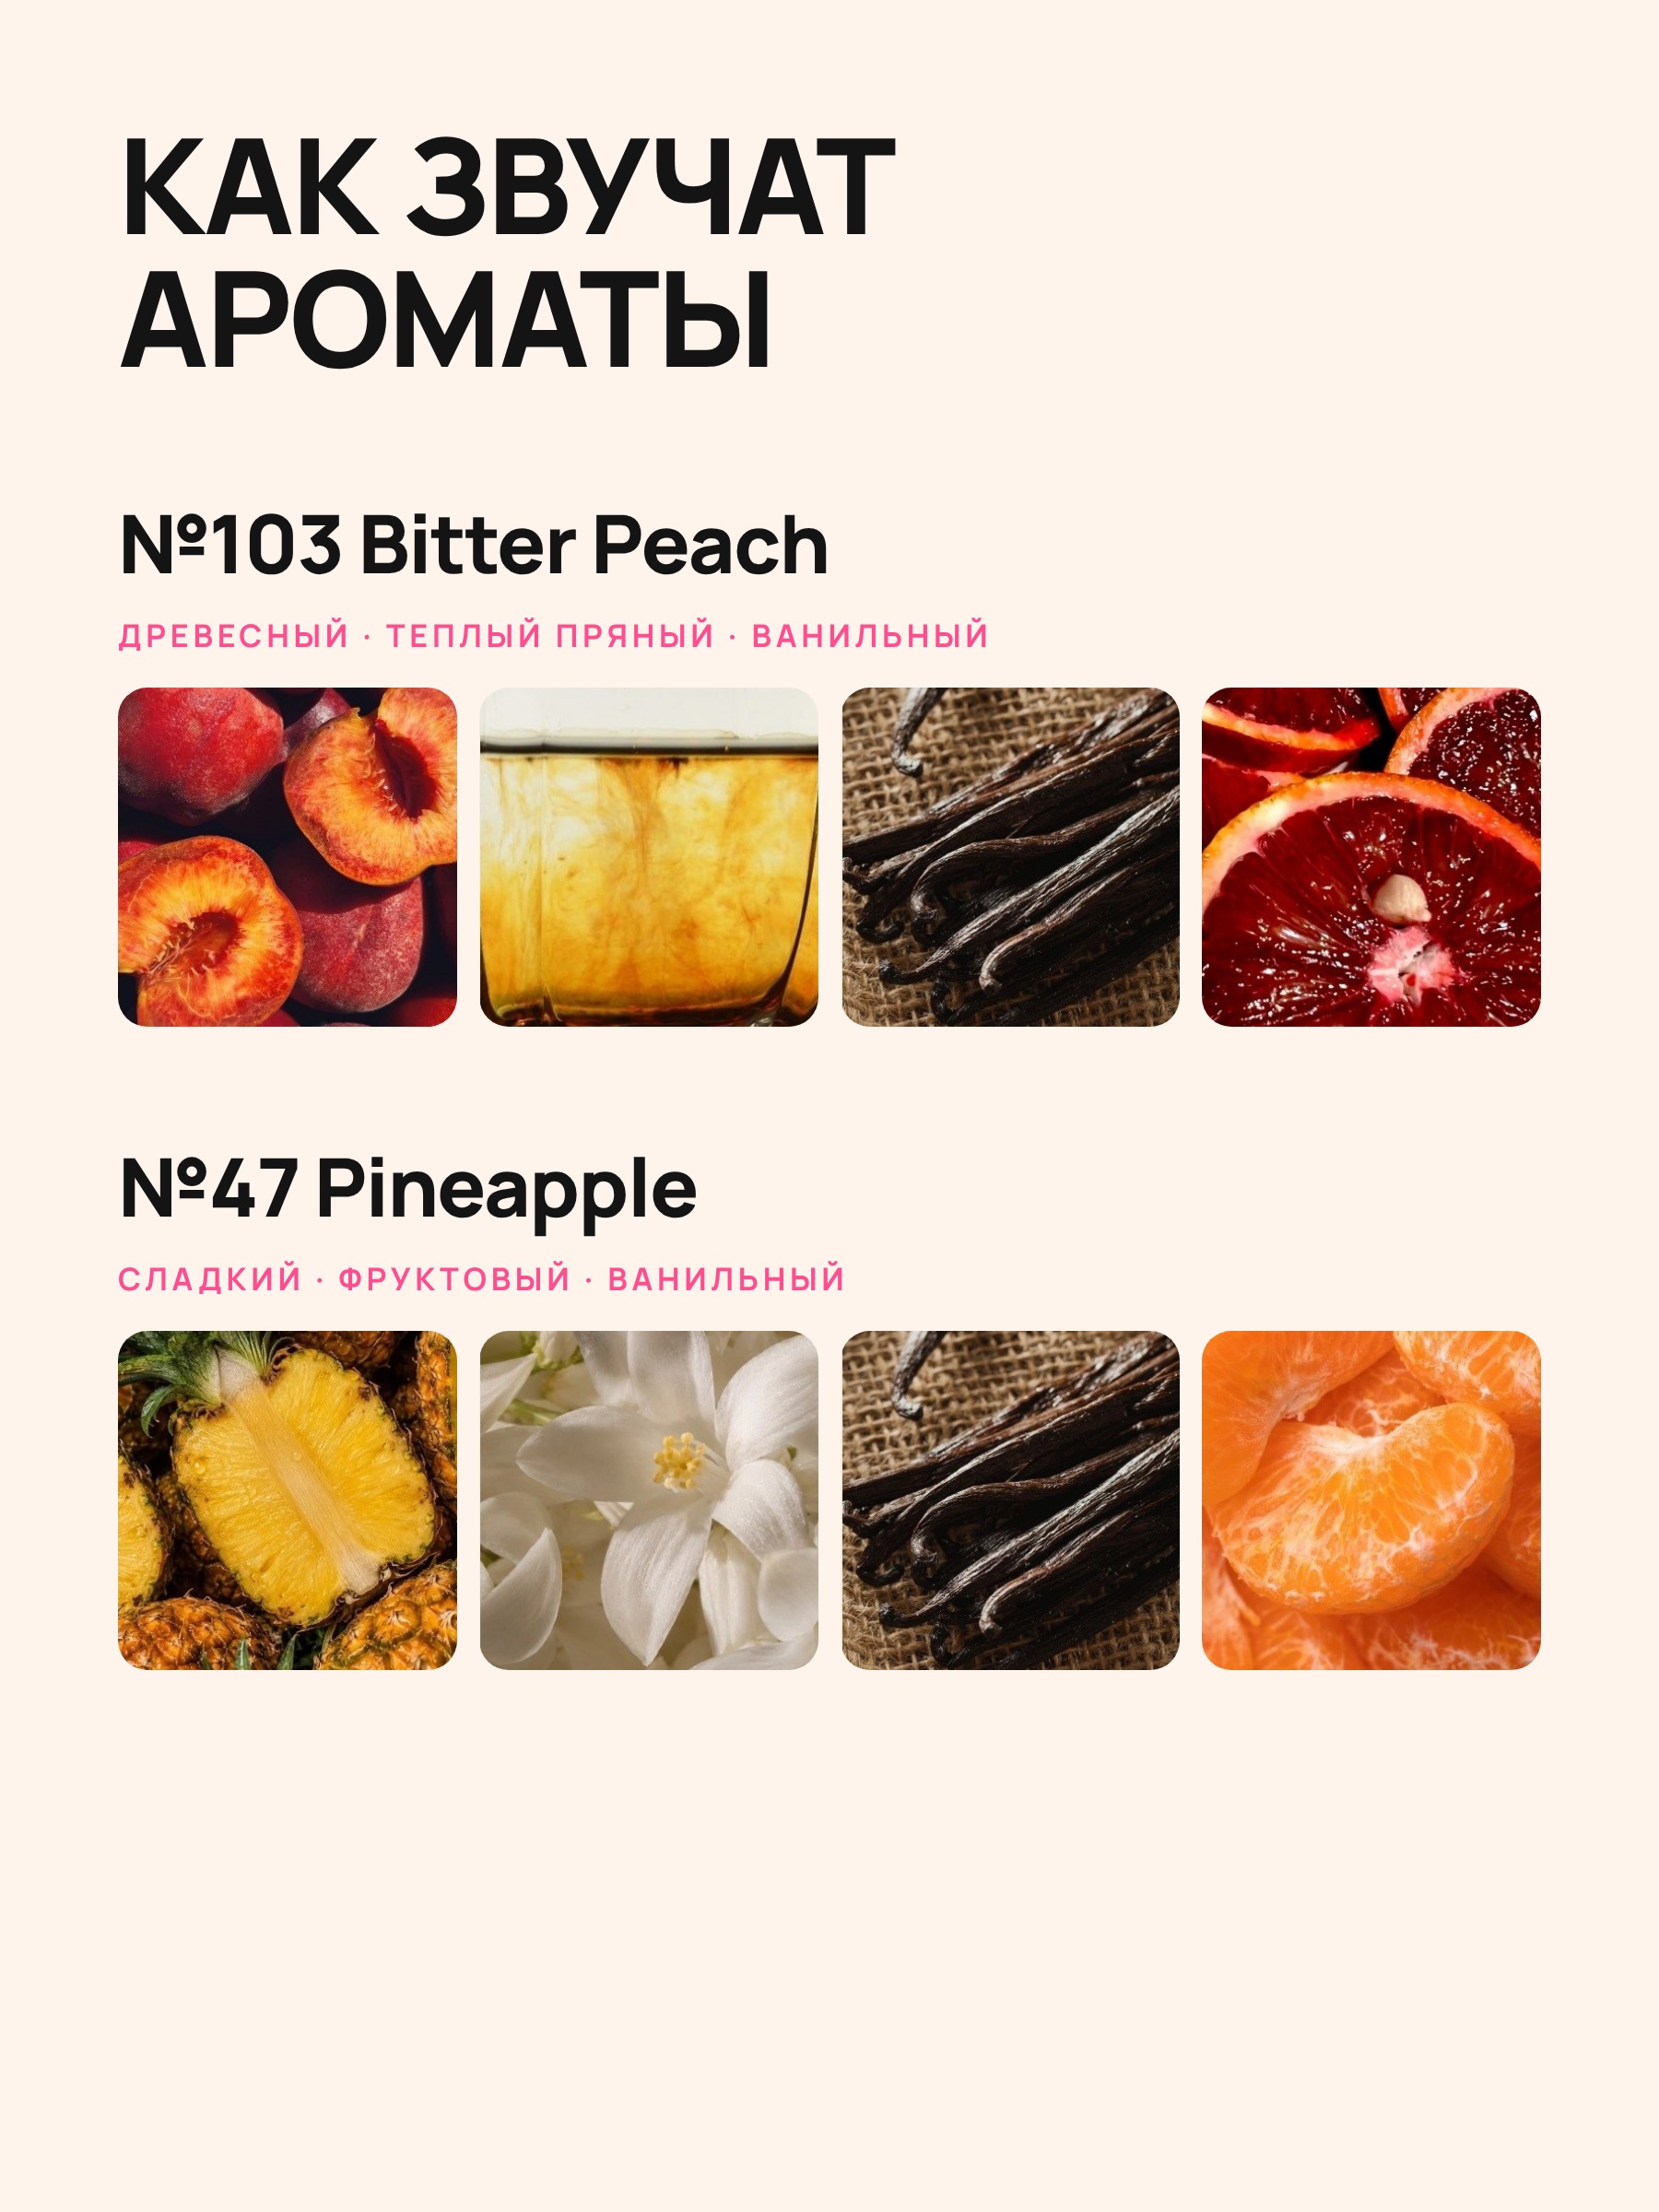 КАК ЗВУЧАТ
АРОМАТЫ
№103 Bitter Peach
ДРЕВЕСНЫЙ · ТЕПЛЫЙ ПРЯНЫЙ · ВАНИЛЬНЫЙ
№47 Pineapple
СЛАДКИЙ · ФРУКТОВЫЙ · ВАНИЛЬНЫЙ